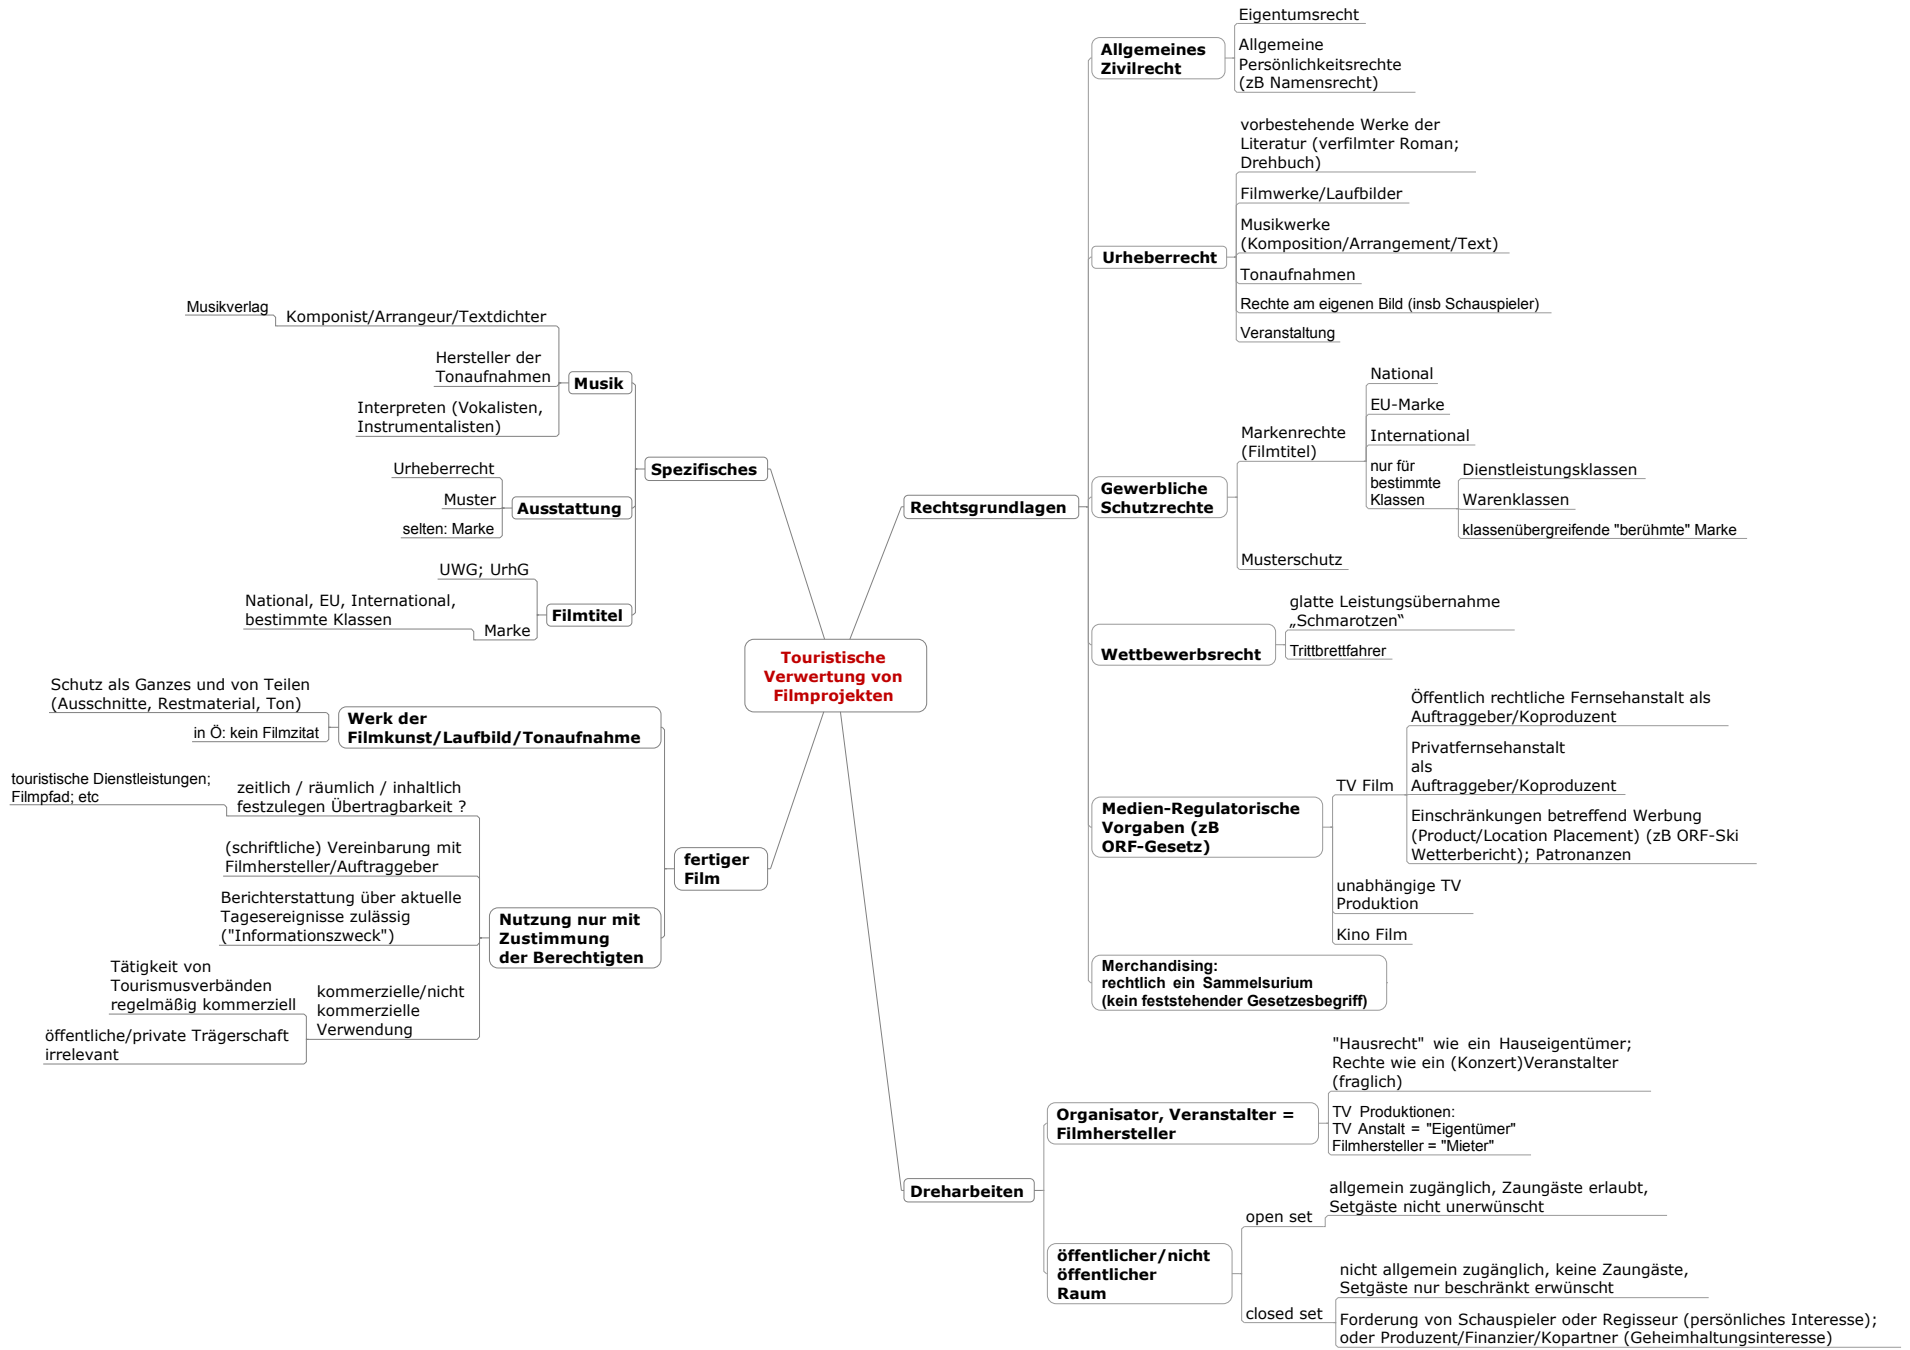 Touristische
Verwertung von
Filmprojekten
Rechtsgrundlagen
Allgemeines
Zivilrecht
Eigentumsrecht
Allgemeine
Persönlichkeitsrechte
(zB Namensrecht)
Urheberrecht
vorbestehende Werke der
Literatur (verfilmter Roman;
Drehbuch)
Filmwerke/Laufbilder
Musikwerke
(Komposition/Arrangement/Text)
Tonaufnahmen
Rechte am eigenen Bild (insb Schauspieler)
Veranstaltung
Gewerbliche
Schutzrechte
Markenrechte
(Filmtitel)
National
EU-Marke
International
nur für
bestimmte
Klassen
Dienstleistungsklassen
Warenklassen
klassenübergreifende "berühmte" Marke
Musterschutz
Wettbewerbsrecht
glatte Leistungsübernahme
„Schmarotzen“
Trittbrettfahrer
Medien-Regulatorische
Vorgaben (zB
ORF-Gesetz)
TV Film
Öffentlich rechtliche Fernsehanstalt als
Auftraggeber/Koproduzent
Privatfernsehanstalt
als
Auftraggeber/Koproduzent
Einschränkungen betreffend Werbung
(Product/Location Placement) (zB ORF-Ski
Wetterbericht); Patronanzen
unabhängige TV
Produktion
Kino Film
Merchandising:
rechtlich ein Sammelsurium
(kein feststehender Gesetzesbegriff)
Dreharbeiten
Organisator, Veranstalter =
Filmhersteller
"Hausrecht" wie ein Hauseigentümer;
Rechte wie ein (Konzert)Veranstalter
(fraglich)
TV Produktionen:
TV Anstalt = "Eigentümer"
Filmhersteller = "Mieter"
öffentlicher/nicht
öffentlicher
Raum
open set
allgemein zugänglich, Zaungäste erlaubt,
Setgäste nicht unerwünscht
closed set
nicht allgemein zugänglich, keine Zaungäste,
Setgäste nur beschränkt erwünscht
Forderung von Schauspieler oder Regisseur (persönliches Interesse);
oder Produzent/Finanzier/Kopartner (Geheimhaltungsinteresse)
Spezifisches
Musik
Komponist/Arrangeur/Textdichter
Musikverlag
Hersteller der
Tonaufnahmen
Interpreten (Vokalisten,
Instrumentalisten)
Ausstattung
Urheberrecht
Muster
selten: Marke
Filmtitel
UWG; UrhG
Marke
National, EU, International,
bestimmte Klassen
fertiger
Film
Werk der
Filmkunst/Laufbild/Tonaufnahme
Schutz als Ganzes und von Teilen
(Ausschnitte, Restmaterial, Ton)
in Ö: kein Filmzitat
Nutzung nur mit
Zustimmung
der Berechtigten
zeitlich / räumlich / inhaltlich
festzulegen Übertragbarkeit ?
touristische Dienstleistungen;
Filmpfad; etc
(schriftliche) Vereinbarung mit
Filmhersteller/Auftraggeber
Berichterstattung über aktuelle
Tagesereignisse zulässig
("Informationszweck")
kommerzielle/nicht
kommerzielle
Verwendung
Tätigkeit von
Tourismusverbänden
regelmäßig kommerziell
öffentliche/private Trägerschaft
irrelevant